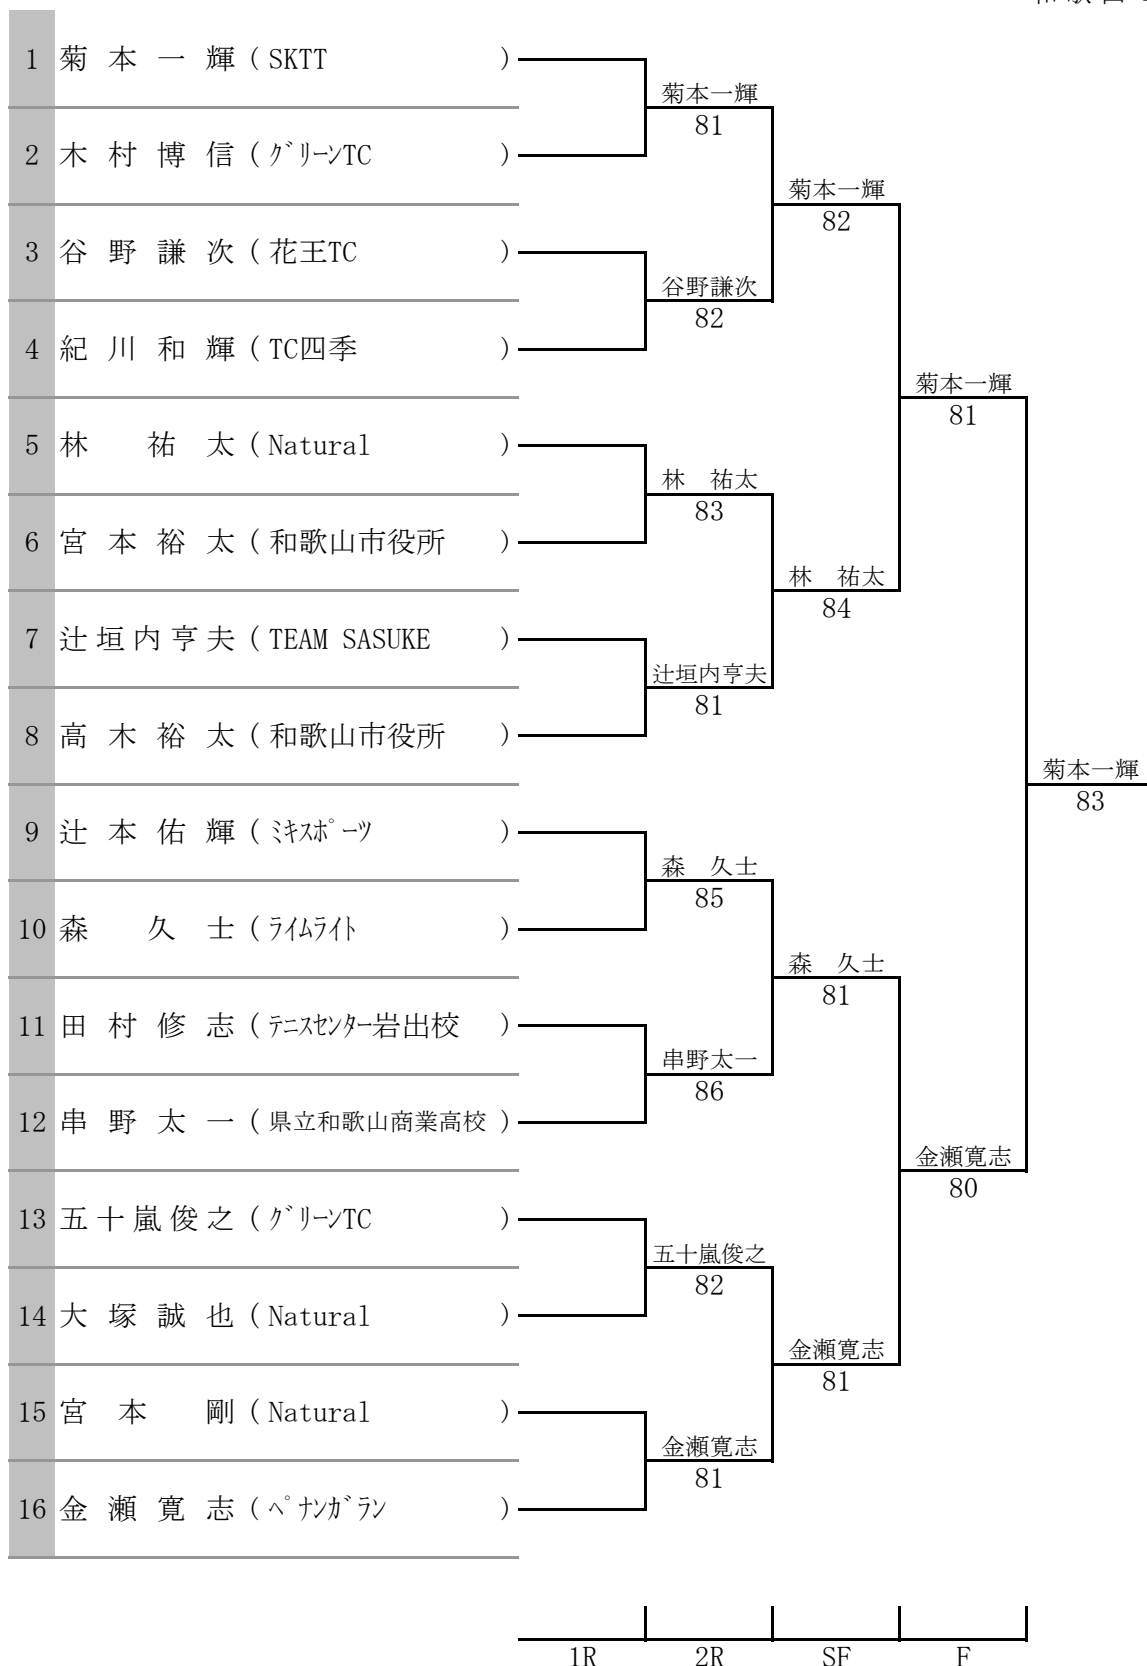 1 菊本一輝 (SKTT)
2 木村博信 (グリーンTC)
3 谷野謙次 (花王TC)
4 紀川和輝 (TC四季)
5 林 祐太 (Natural)
6 宮本裕太 (和歌山市役所)
7 辻垣内亨夫 (TEAM SASUKE)
8 高木裕太 (和歌山市役所)
9 辻本佑輝 (ミキスポーツ)
10 森 久士 (ライムライト)
11 田村修志 (テニスセンター岩出校)
12 串野太一 (県立和歌山商業高校)
13 五十嵐俊之 (グリーンTC)
14 大塚誠也 (Natural)
15 宮本 剛 (Natural)
16 金瀬寛志 (ペナンガラン)
菊本一輝
81
谷野謙次
82
林 祐太
83
辻垣内亨夫
81
森 久士
85
串野太一
86
五十嵐俊之
82
金瀬寛志
81
菊本一輝
82
林 祐太
84
森 久士
81
金瀬寛志
81
菊本一輝
81
金瀬寛志
80
菊本一輝
83
1R 2R SF F